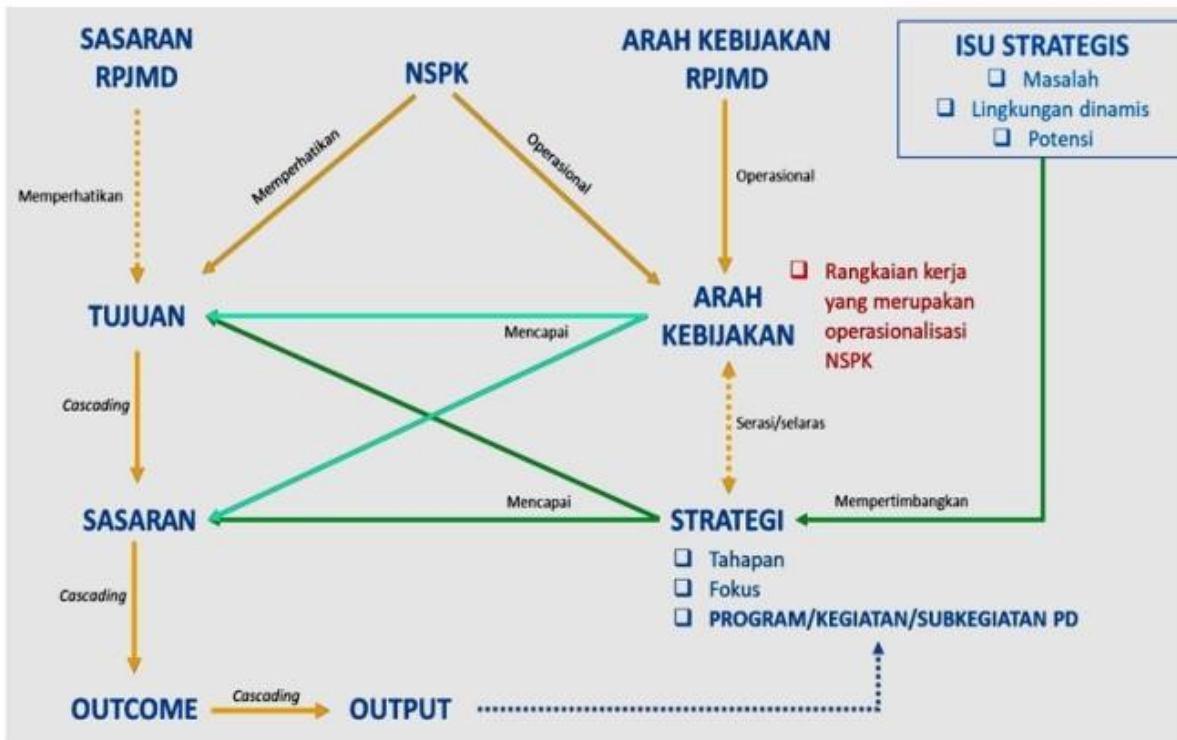 SASARAN
RPJMD
NSPK
ARAH KEBIJAKAN
RPJMD
ISU STRATEGIS
Masalah
Lingkungan dinamis
Potensi
Memperhatikan
Memperhatikan
Operasional
Operasional
TUJUAN
Mencapai
ARAH
KEBIJAKAN
Rangkaian kerja
yang merupakan
operasionalisasi
NSPK
Cascading
Serasi/selaras
SASARAN
Mencapai
STRATEGI
Mempertimbangkan
Tahapan
Fokus
PROGRAM/KEGIATAN/SUBKEGIATAN PD
Cascading
OUTCOME
Cascading
OUTPUT